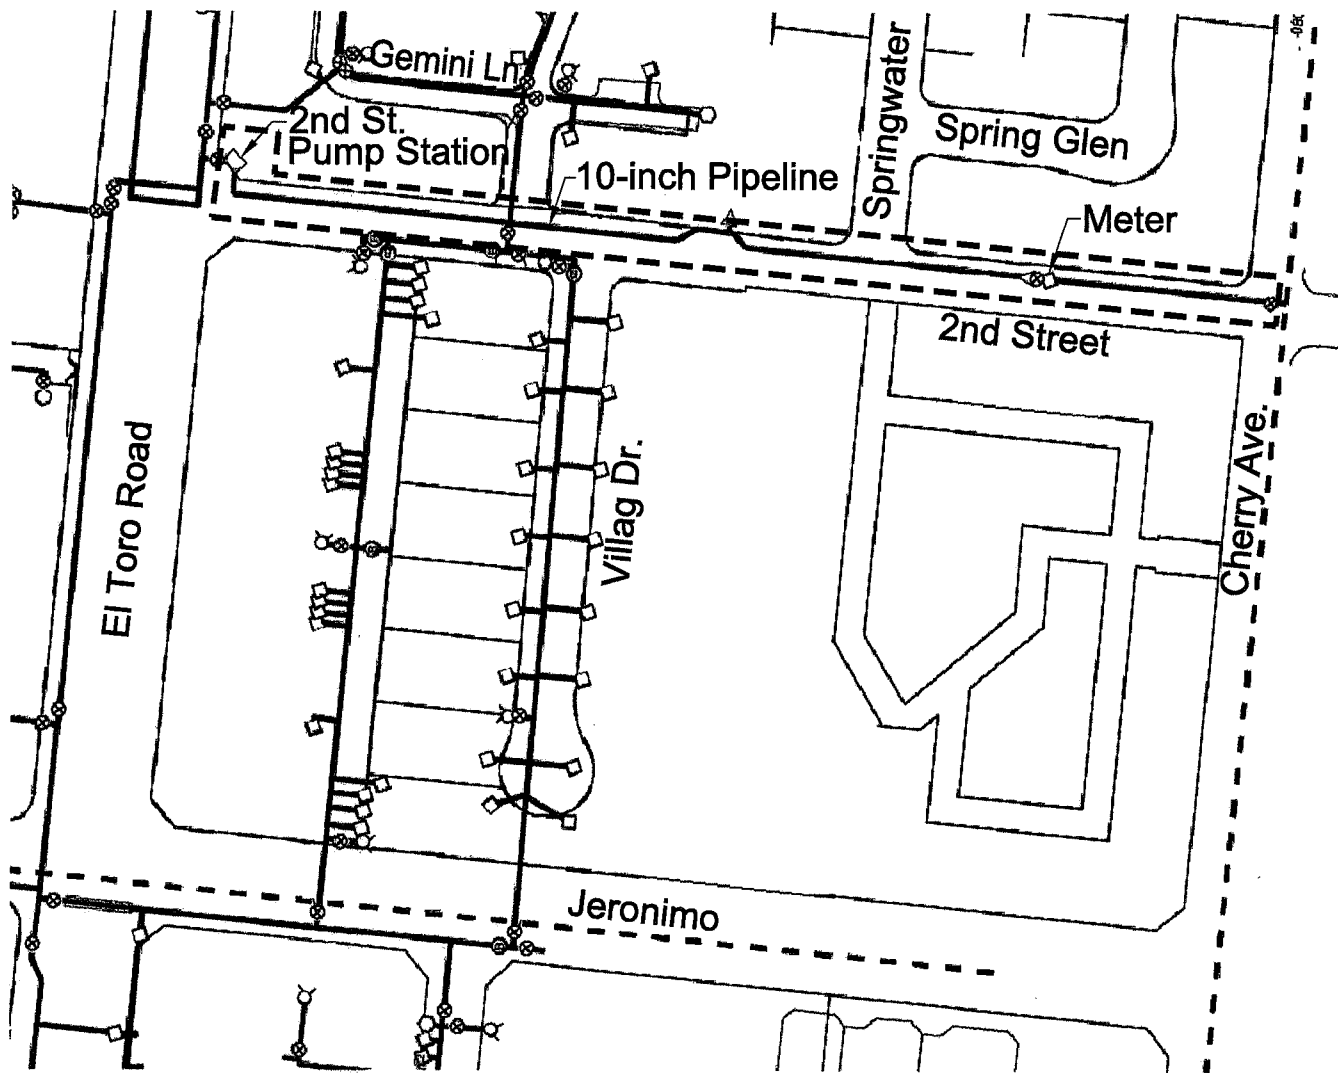 Gemini Ln.
2nd St.
Pump Station
10-inch Pipeline
Springwater
Spring Glen
Meter
2nd Street
Cherry Ave.
Villag Dr.
El Toro Road
Jeronimo